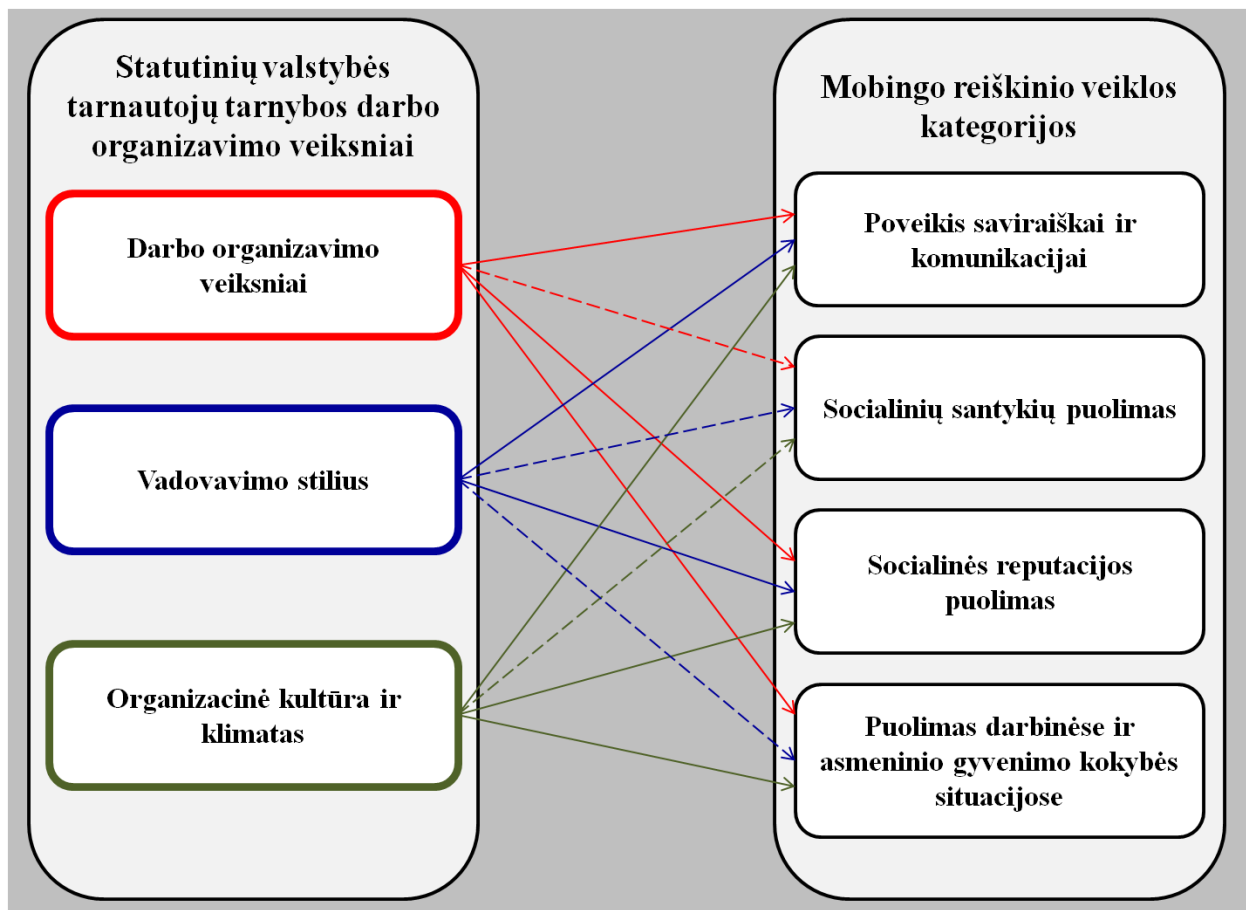 Statutinių valstybės
tarnautojų tarnybos darbo
organizavimo veiksniai
Darbo organizavimo
veiksniai
Vadovavimo stilius
Organizacinė kultūra ir
klimatas
Mobingo reiškinio veiklos
kategorijos
Poveikis saviraiškai ir
komunikacijai
Socialinių santykių puolimas
Socialinės reputacijos
puolimas
Puolimas darbinėse ir
asmeninio gyvenimo kokybės
situacijose